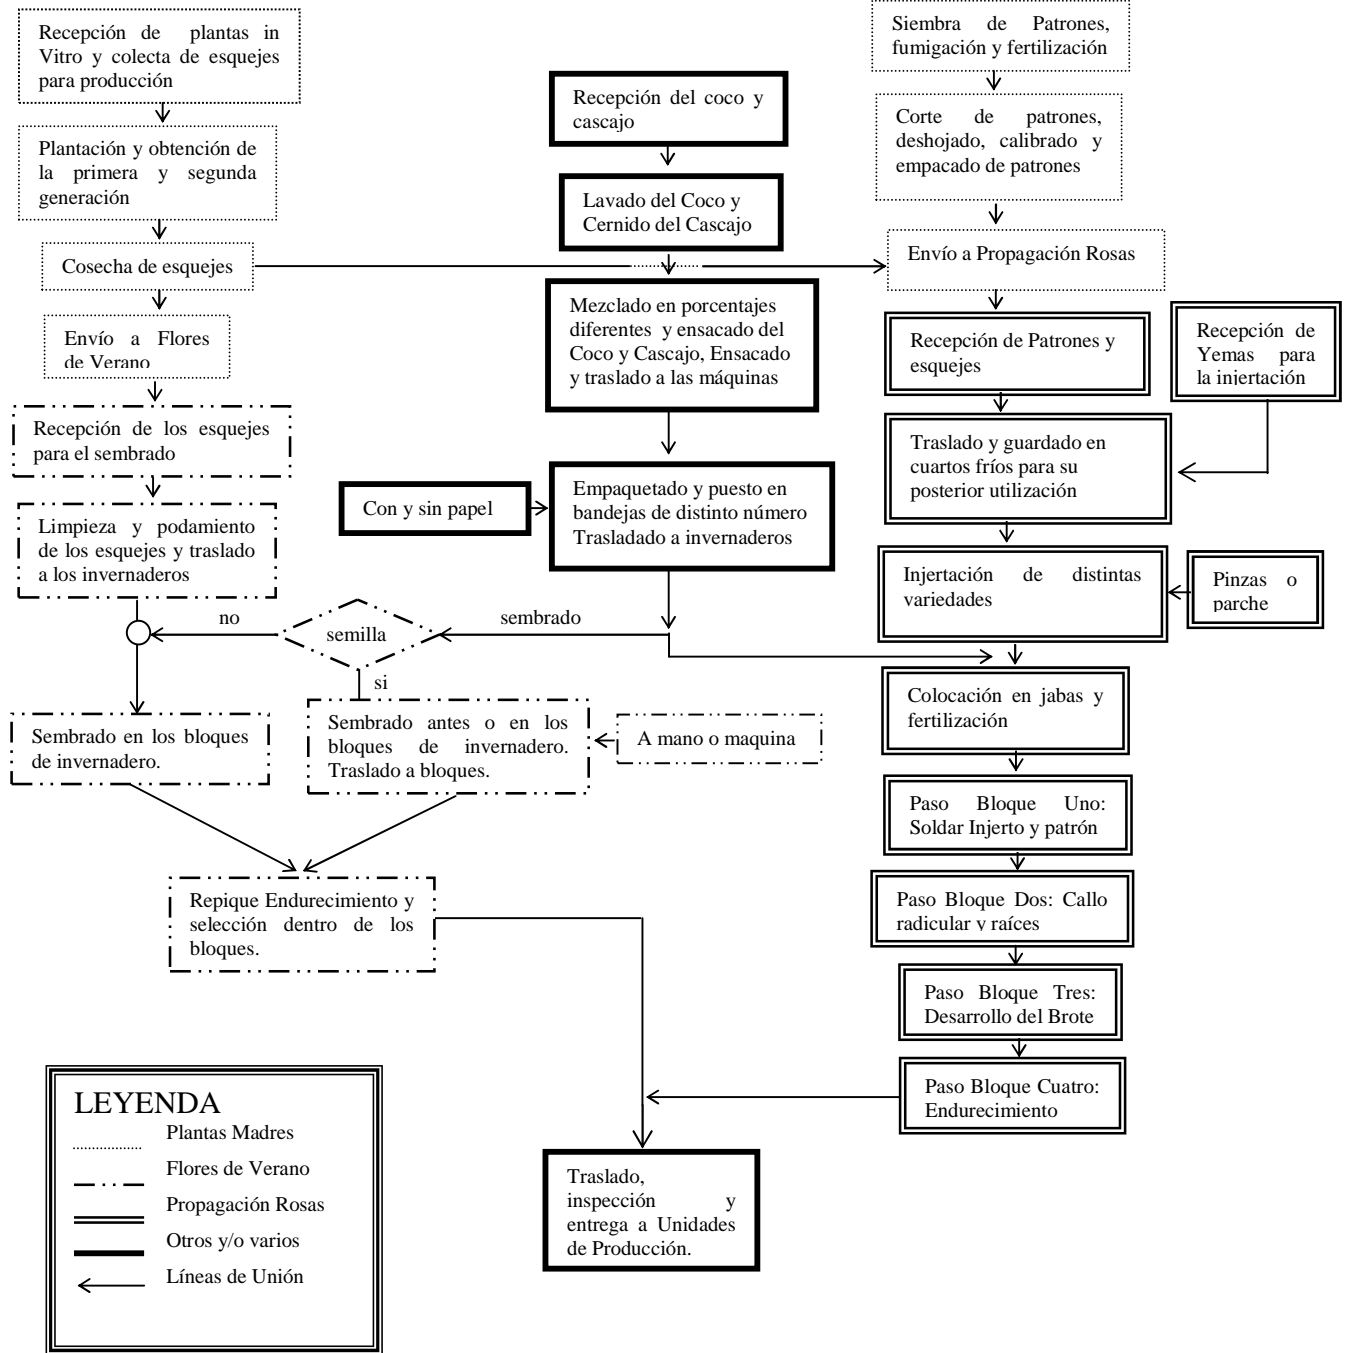 Recepción de plantas in
Vitro y colecta de esquejes
para producción
Plantación y obtención de
la primera y segunda
generación
Cosecha de esquejes
Envío a Flores
de Verano
Recepción de los esquejes
para el sembrado
Limpieza y podamiento
de los esquejes y traslado
a los invernaderos
no
semilla
sembrado
si
Sembrado en los bloques
de invernadero.
Sembrado antes o en los
bloques de invernadero.
Traslado a bloques.
A mano o maquina
Repique Endurecimiento y
selección dentro de los
bloques.
Recepción del coco y
cascajo
Lavado del Coco y
Cernido del Cascajo
Mezclado en porcentajes
diferentes y ensacado del
Coco y Cascajo, Ensacado
y traslado a las máquinas
Con y sin papel
Empaquetado y puesto en
bandejas de distinto número
Trasladado a invernaderos
Siembra de Patrones,
fumigación y fertilización
Corte de patrones,
deshojado, calibrado y
empacado de patrones
Envío a Propagación Rosas
Recepción de Patrones y
esquejes
Recepción de
Yemas para
la injertación
Traslado y guardado en
cuartos fríos para su
posterior utilización
Injertación de distintas
variedades
Pinzas o
parche
Colocación en jabas y
fertilización
Paso Bloque Uno:
Soldar Injerto y patrón
Paso Bloque Dos: Callo
radicular y raíces
Paso Bloque Tres:
Desarrollo del Brote
Paso Bloque Cuatro:
Endurecimiento
Traslado,
inspección y
entrega a Unidades
de Producción.
LEYENDA
Plantas Madres
Flores de Verano
Propagación Rosas
Otros y/o varios
Líneas de Unión